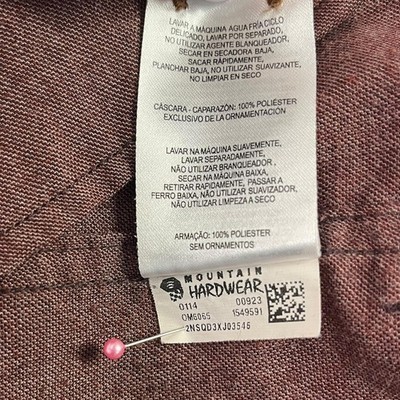 LAVAR A MÁQUINA AGUA FRÍA CICLO
DELICADO, LAVAR POR SEPARADO,
NO UTILIZAR AGENTE BLANQUEADOR,
SECAR EN SECADORA BAJA,
SACAR RÁPIDAMENTE,
PLANCHAR BAJA, NO UTILIZAR SUAVIZANTE,
NO LIMPIAR EN SECO
CÁSCARA - CAPARAZÓN: 100% POLIÉSTER
EXCLUSIVO DE LA ORNAMENTACIÓN
LAVAR NA MÁQUINA SUAVEMENTE,
LAVAR SEPARADAMENTE,
NÃO UTILIZAR BRANQUEADOR,
SECAR NA MÁQUINA BAIXA,
RETIRAR RAPIDAMENTE, PASSAR A
FERRO BAIXA, NÃO UTILIZAR SUAVIZANTE,
NÃO UTILIZAR LIMPEZA A SECO
ARMAÇÃO: 100% POLIESTER
SEM ORNAMENTOS
MOUNTAIN
HARDWEAR
0114 00923
OM6065 1549591
2NSQD3XJ03546